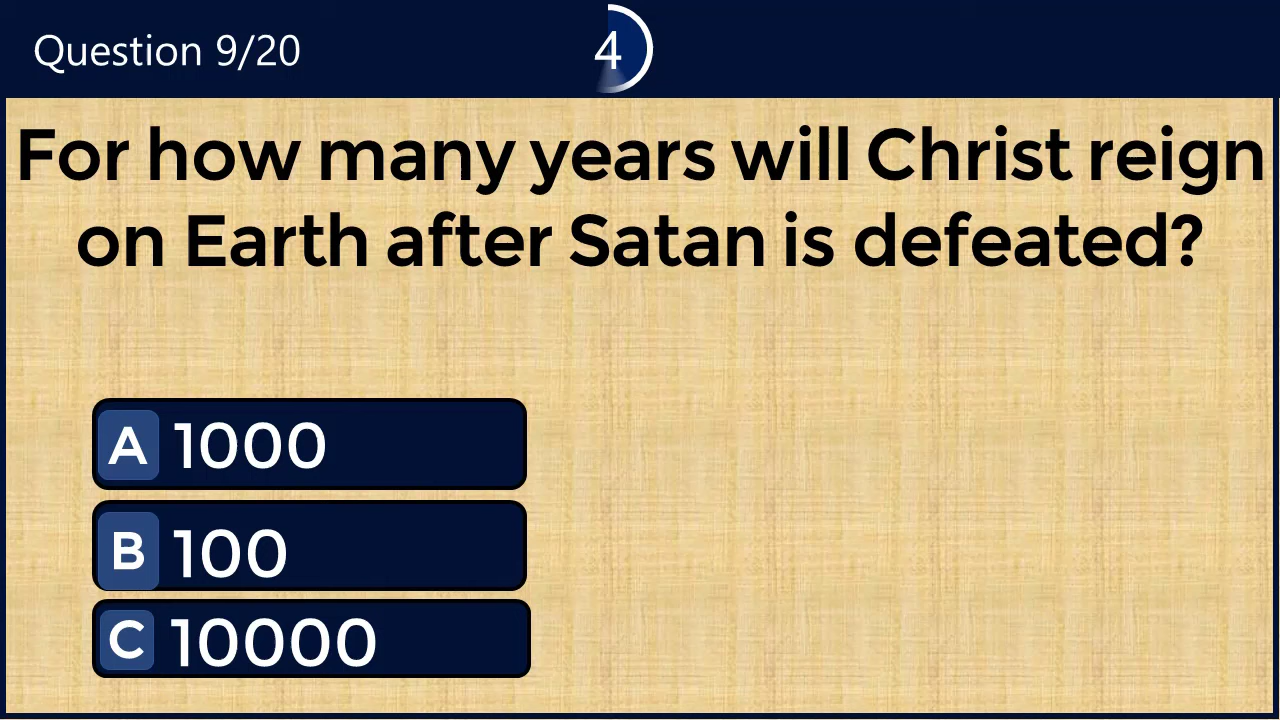 Question 9/20
4
For how many years will Christ reign
on Earth after Satan is defeated?
A 1000
B 100
C 10000